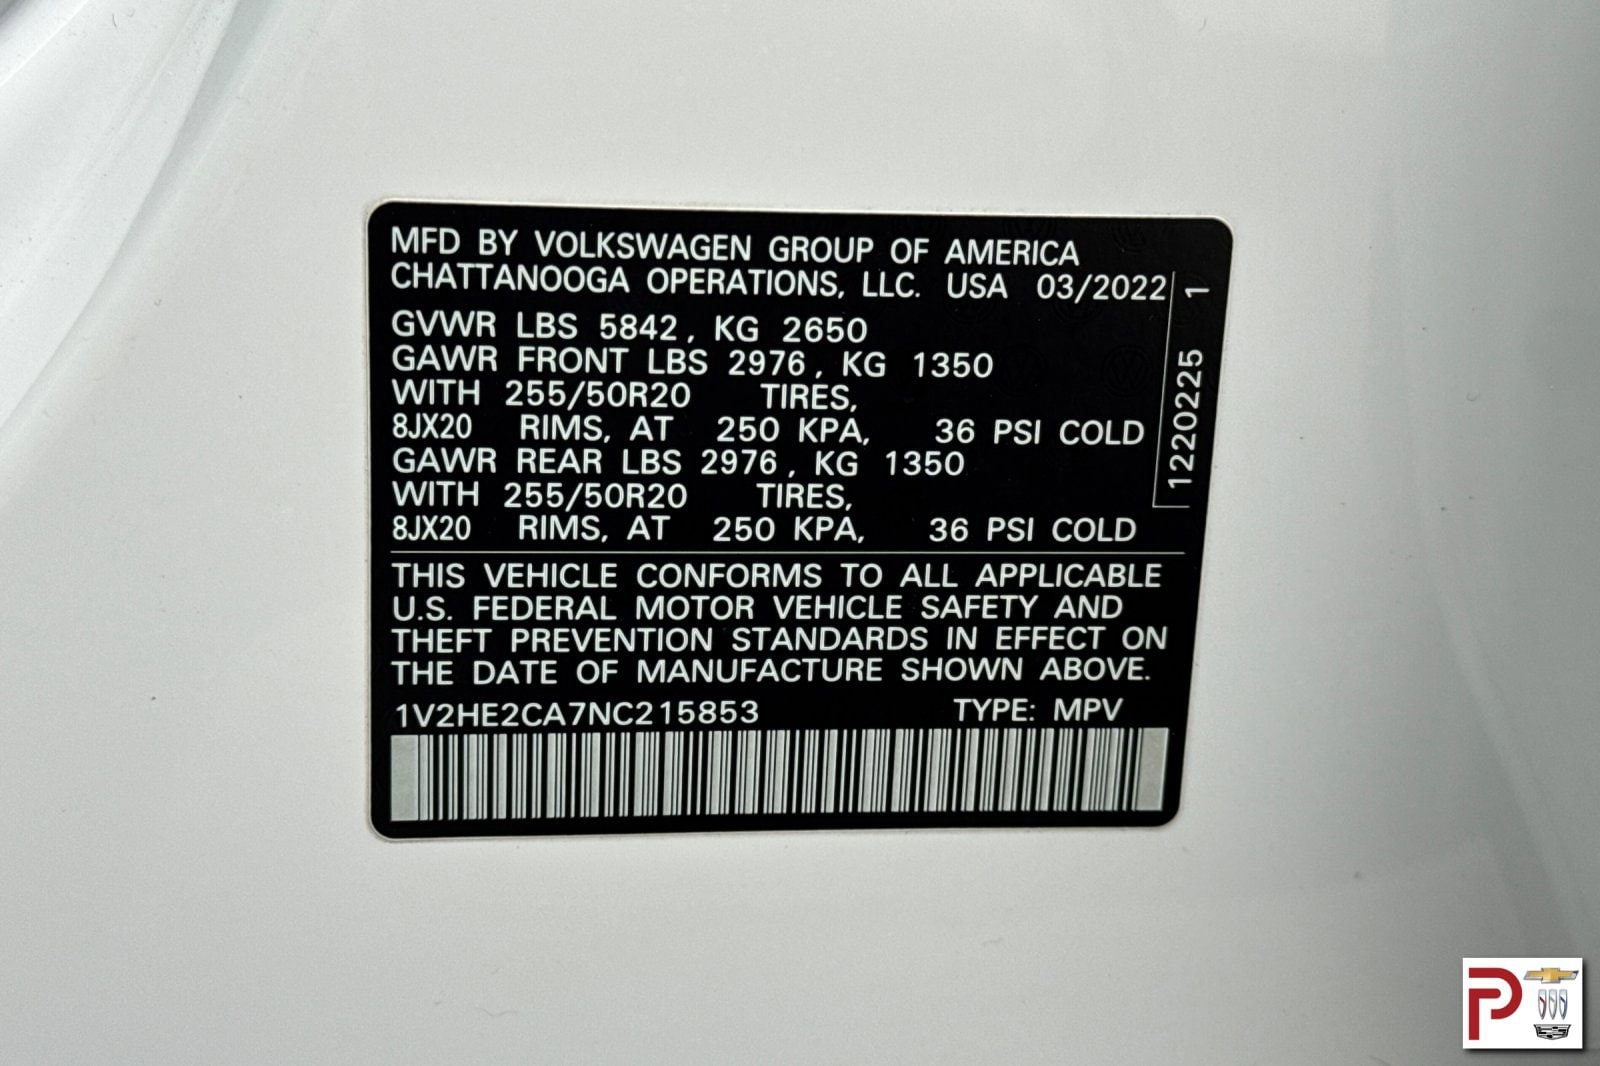 MFD BY VOLKSWAGEN GROUP OF AMERICA
CHATTANOOGA OPERATIONS, LLC. USA 03/2022
GVWR LBS 5842, KG 2650
GAWR FRONT LBS 2976, KG 1350
WITH 255/50R20 TIRES,
8JX20 RIMS, AT 250 KPA, 36 PSI COLD
GAWR REAR LBS 2976, KG 1350
WITH 255/50R20 TIRES,
8JX20 RIMS, AT 250 KPA, 36 PSI COLD
1220225 1
THIS VEHICLE CONFORMS TO ALL APPLICABLE
U.S. FEDERAL MOTOR VEHICLE SAFETY AND
THEFT PREVENTION STANDARDS IN EFFECT ON
THE DATE OF MANUFACTURE SHOWN ABOVE.
1V2HE2CA7NC215853 TYPE: MPV
P